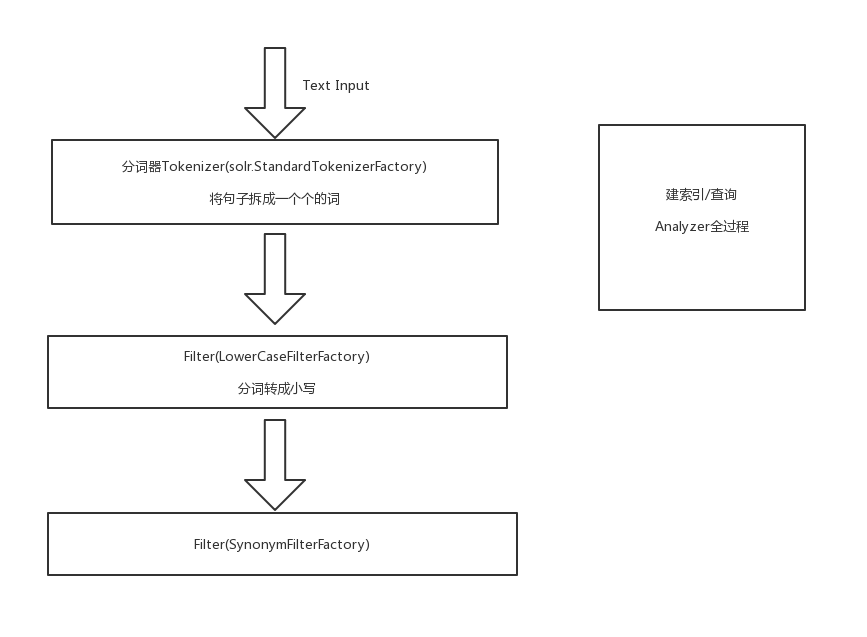 Text Input
分词器Tokenizer(solr.StandardTokenizerFactory)
将句子拆成一个个的词
建索引/查询
Analyzer全过程
Filter(LowerCaseFilterFactory)
分词转成小写
Filter(SynonymFilterFactory)